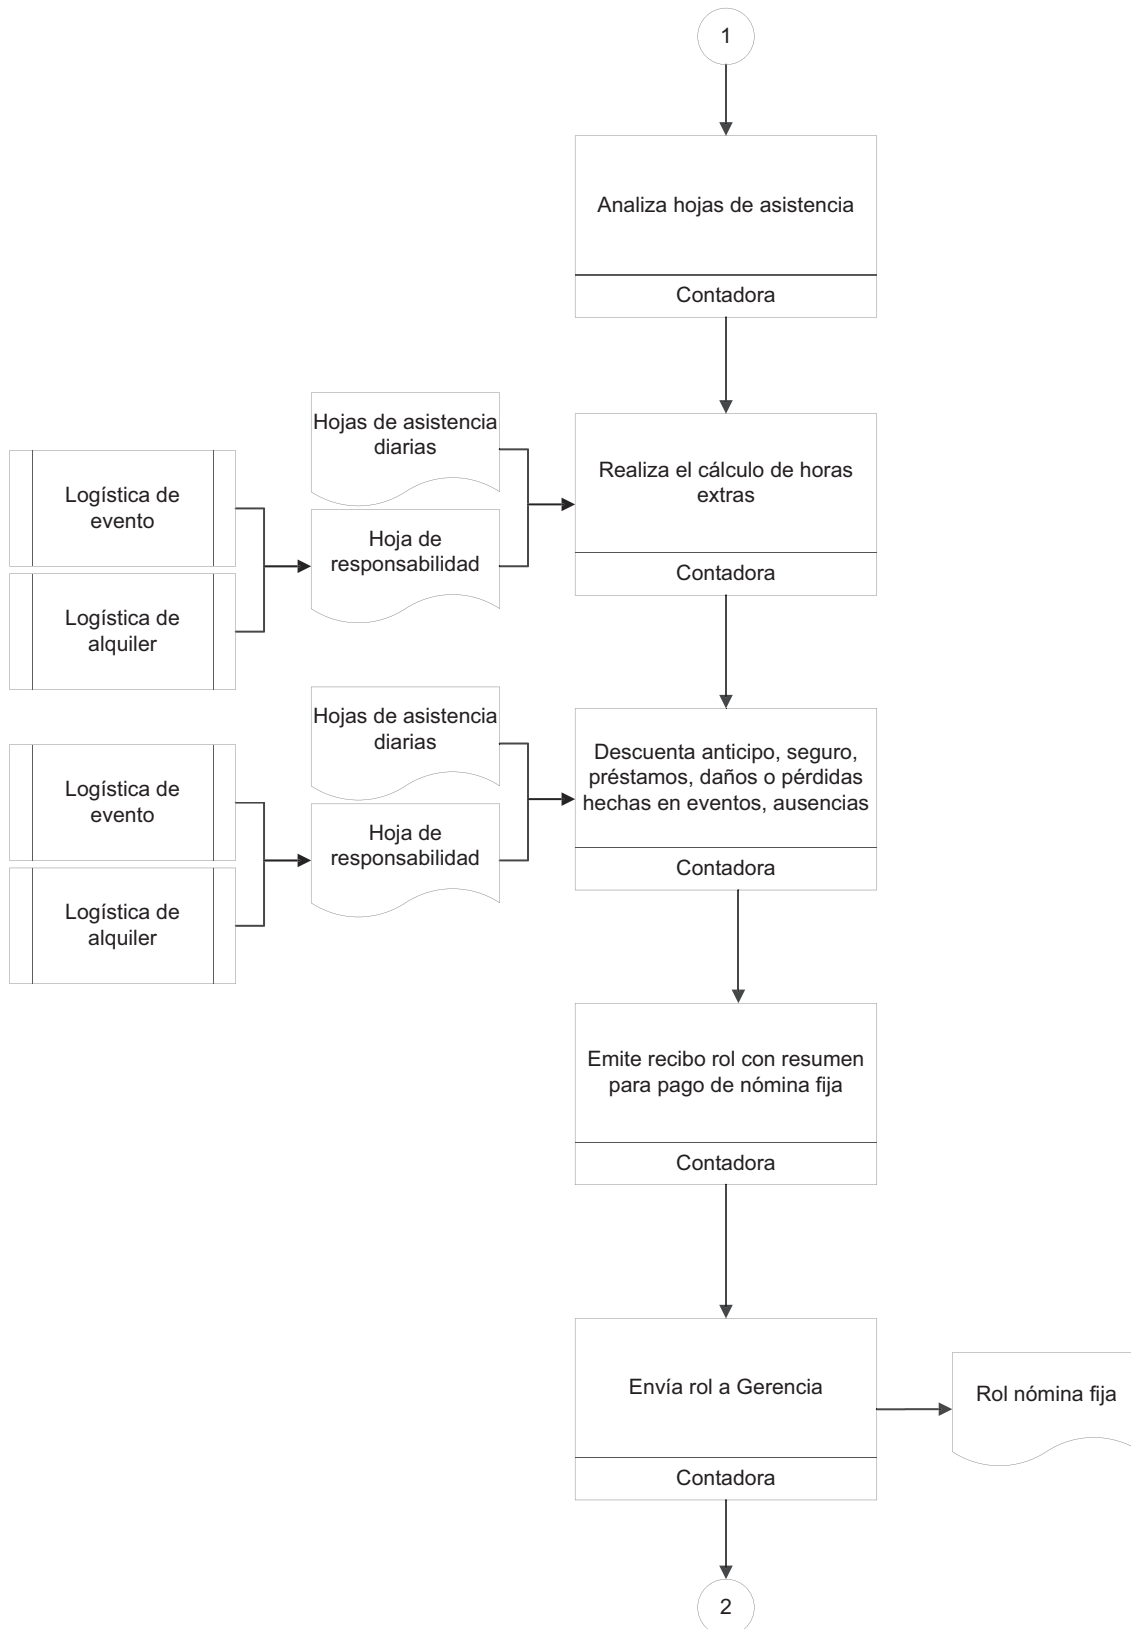 1
Analiza hojas de asistencia
Contadora
Hojas de asistencia
diarias
Realiza el cálculo de horas
extras
Logística de
evento
Hoja de
responsabilidad
Contadora
Logística de
alquiler
Hojas de asistencia
diarias
Descuenta anticipo, seguro,
préstamos, daños o pérdidas
hechas en eventos, ausencias
Logística de
evento
Hoja de
responsabilidad
Contadora
Logística de
alquiler
Emite recibo rol con resumen
para pago de nómina fija
Contadora
Envía rol a Gerencia
Rol nómina fija
Contadora
2